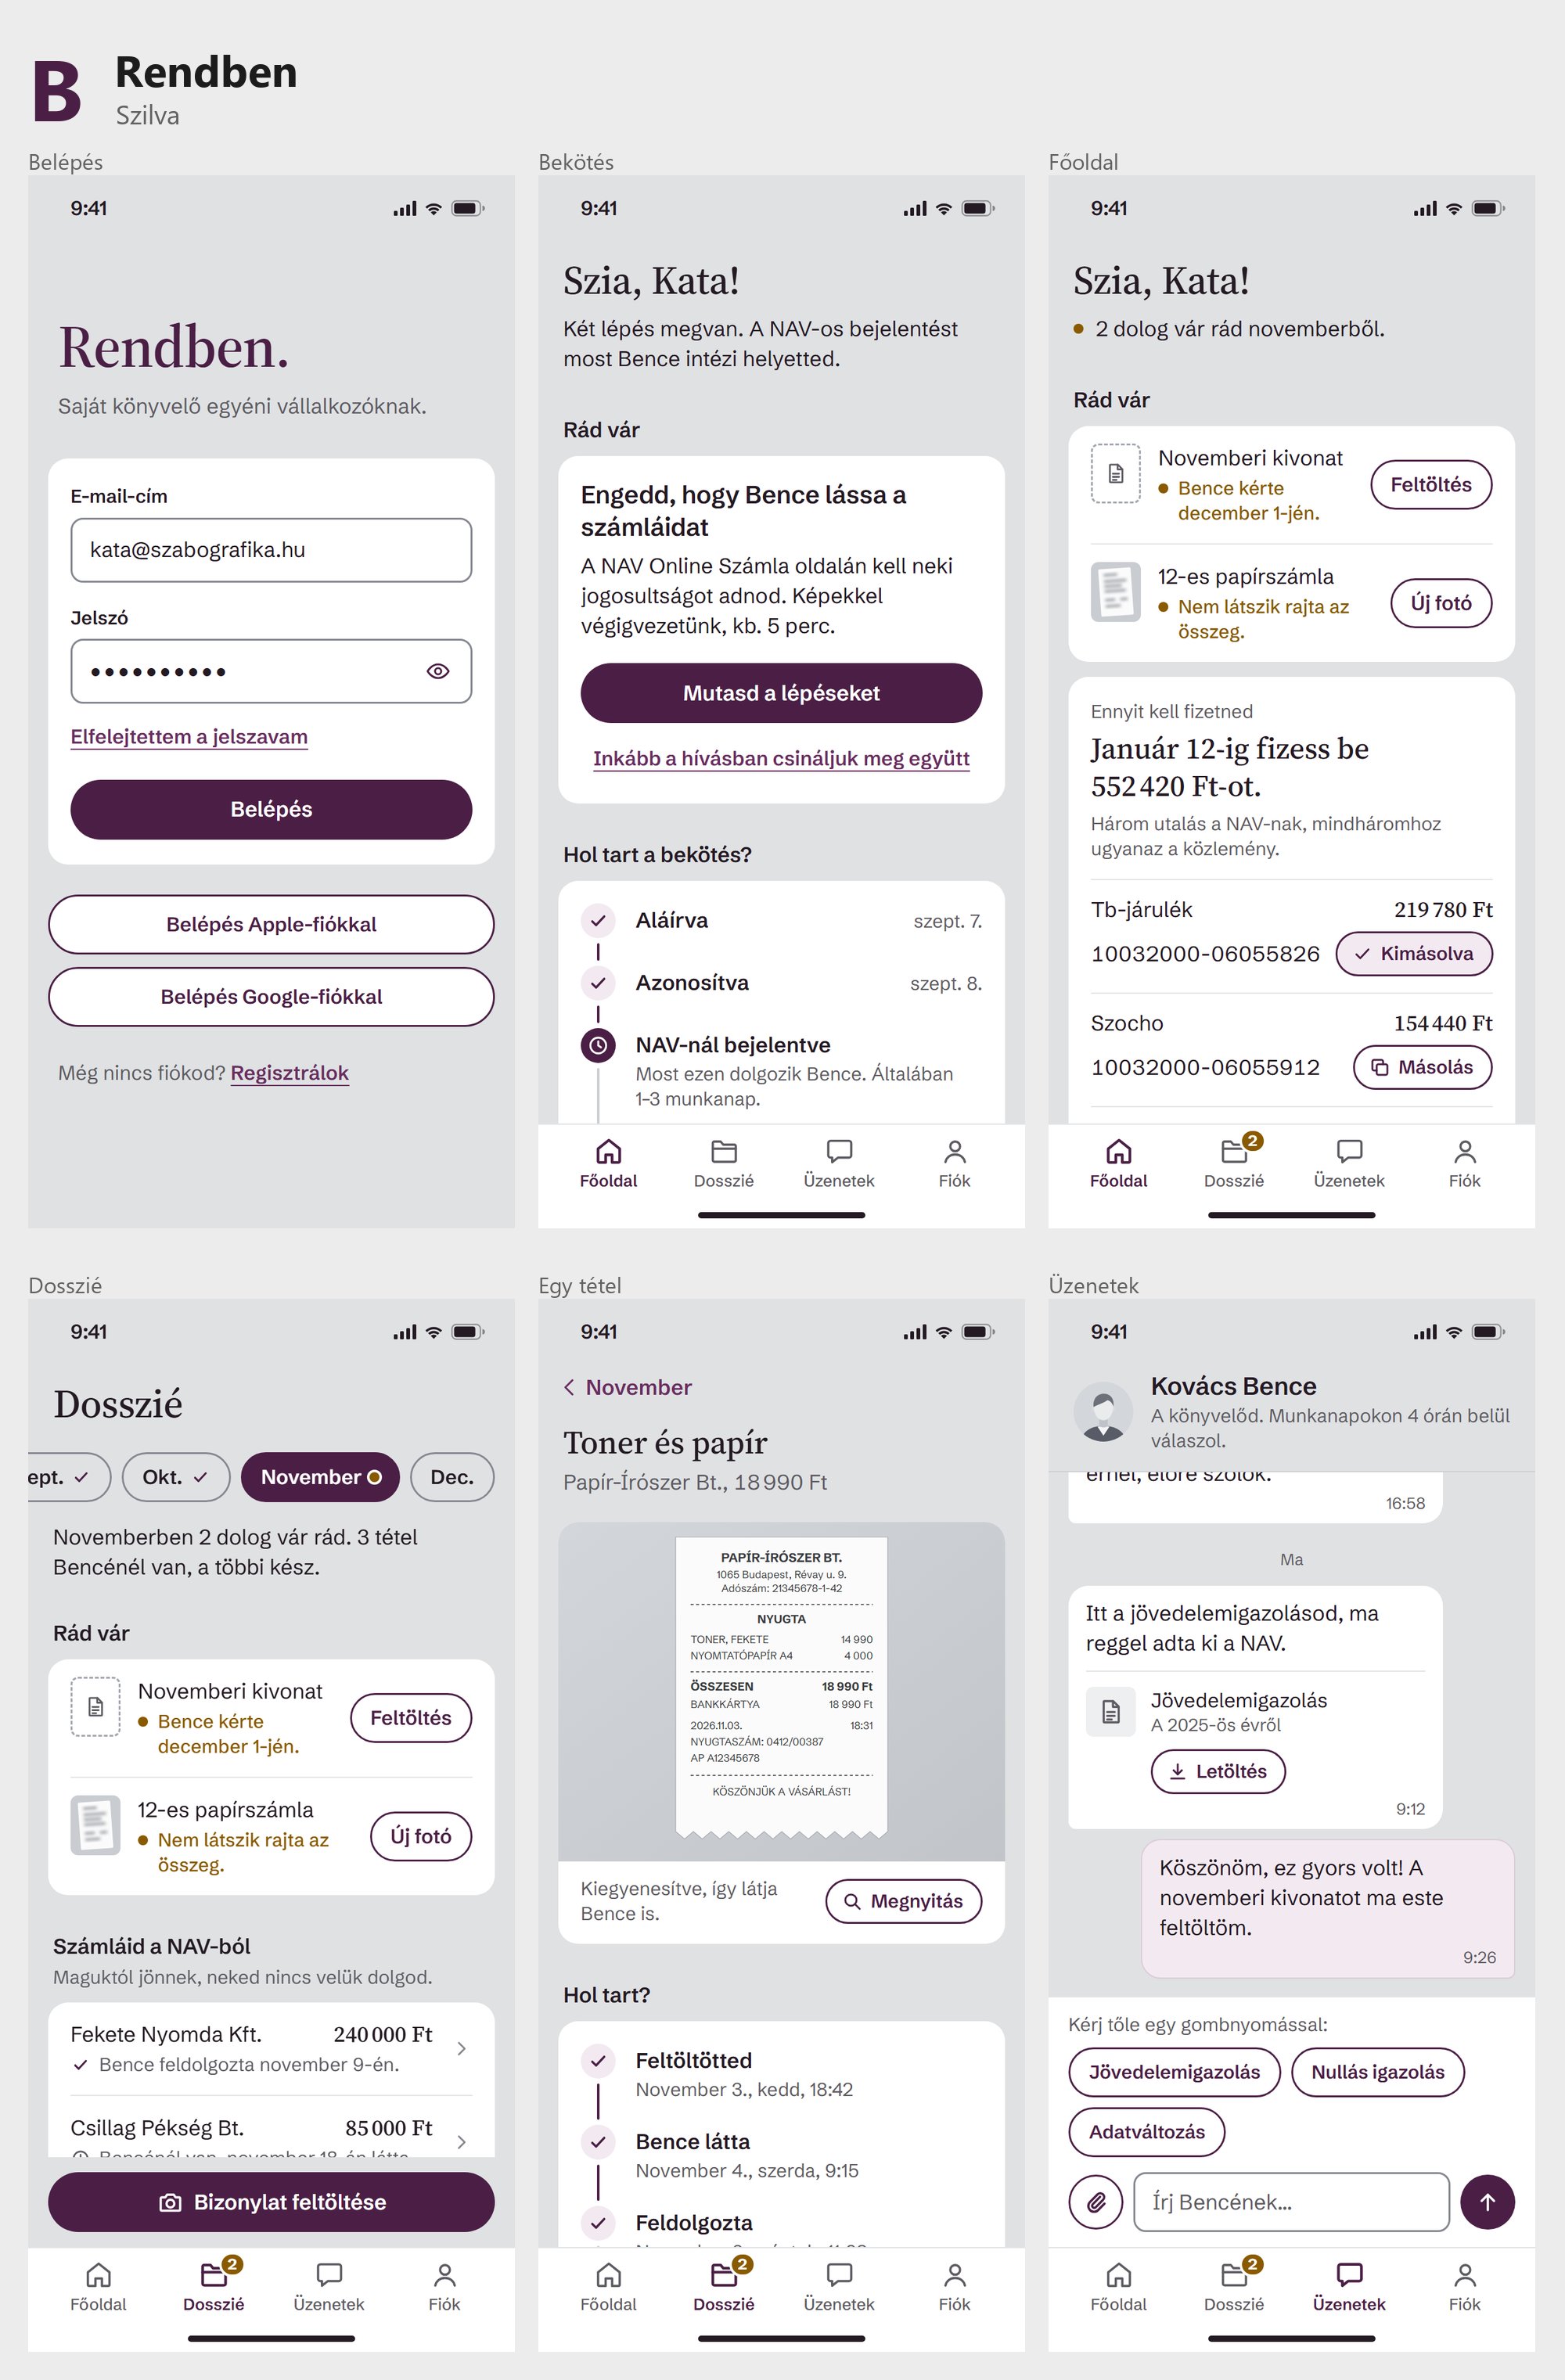 B
Rendben
Szilva
Belépés
9:41
Rendben.
Saját könyvelő egyéni vállalkozóknak.
E-mail-cím
kata@szabografika.hu
Jelszó
••••••••••
Elfelejtettem a jelszavam
Belépés
Belépés Apple-fiókkal
Belépés Google-fiókkal
Még nincs fiókod? Regisztrálok
Bekötés
9:41
Szia, Kata!
Két lépés megvan. A NAV-os bejelentést
most Bence intézi helyetted.
Rád vár
Engedd, hogy Bence lássa a
számláidat
A NAV Online Számla oldalán kell neki
jogosultságot adnod. Képekkel
végigvezetünk, kb. 5 perc.
Mutasd a lépéseket
Inkább a hívásban csináljuk meg együtt
Hol tart a bekötés?
Aláírva szept. 7.
Azonosítva szept. 8.
NAV-nál bejelentve
Most ezen dolgozik Bence. Általában
1–3 munkanap.
Főoldal Dosszié Üzenetek Fiók
Főoldal
9:41
Szia, Kata!
2 dolog vár rád novemberből.
Rád vár
Novemberi kivonat
Bence kérte
december 1-jén.
Feltöltés
12-es papírszámla
Nem látszik rajta az
összeg.
Új fotó
Ennyit kell fizetned
Január 12-ig fizess be
552 420 Ft-ot.
Három utalás a NAV-nak, mindháromhoz
ugyanaz a közlemény.
Tb-járulék 219 780 Ft
10032000-06055826 Kimásolva
Szocho 154 440 Ft
10032000-06055912 Másolás
2
Főoldal Dosszié Üzenetek Fiók
Dosszié
9:41
Dosszié
ept. Okt. November Dec.
Novemberben 2 dolog vár rád. 3 tétel
Bencénél van, a többi kész.
Rád vár
Novemberi kivonat
Bence kérte
december 1-jén.
Feltöltés
12-es papírszámla
Nem látszik rajta az
összeg.
Új fotó
Számláid a NAV-ból
Maguktól jönnek, neked nincs velük dolgod.
Fekete Nyomda Kft. 240 000 Ft
Bence feldolgozta november 9-én.
Csillag Pékség Bt. 85 000 Ft
Bizonylat feltöltése
2
Főoldal Dosszié Üzenetek Fiók
Egy tétel
9:41
November
Toner és papír
Papír-Írószer Bt., 18 990 Ft
PAPÍR-ÍRÓSZER BT.
1065 Budapest, Révay u. 9.
Adószám: 21345678-1-42
NYUGTA
TONER, FEKETE 14 990
NYOMTATÓPAPÍR A4 4 000
ÖSSZESEN 18 990 Ft
BANKKÁRTYA 18 990 Ft
2026.11.03. 18:31
NYUGTASZÁM: 0412/00387
AP A12345678
KÖSZÖNJÜK A VÁSÁRLÁST!
Kiegyenesítve, így látja
Bence is.
Megnyitás
Hol tart?
Feltöltötted
November 3., kedd, 18:42
Bence látta
November 4., szerda, 9:15
Feldolgozta
2
Főoldal Dosszié Üzenetek Fiók
Üzenetek
9:41
Kovács Bence
A könyvelőd. Munkanapokon 4 órán belül
válaszol.
előre szólok.
16:58
Ma
Itt a jövedelemigazolásod, ma
reggel adta ki a NAV.
Jövedelemigazolás
A 2025-ös évről
Letöltés
9:12
Köszönöm, ez gyors volt! A
novemberi kivonatot ma este
feltöltöm.
9:26
Kérj tőle egy gombnyomással:
Jövedelemigazolás Nullás igazolás
Adatváltozás
Írj Bencének…
2
Főoldal Dosszié Üzenetek Fiók